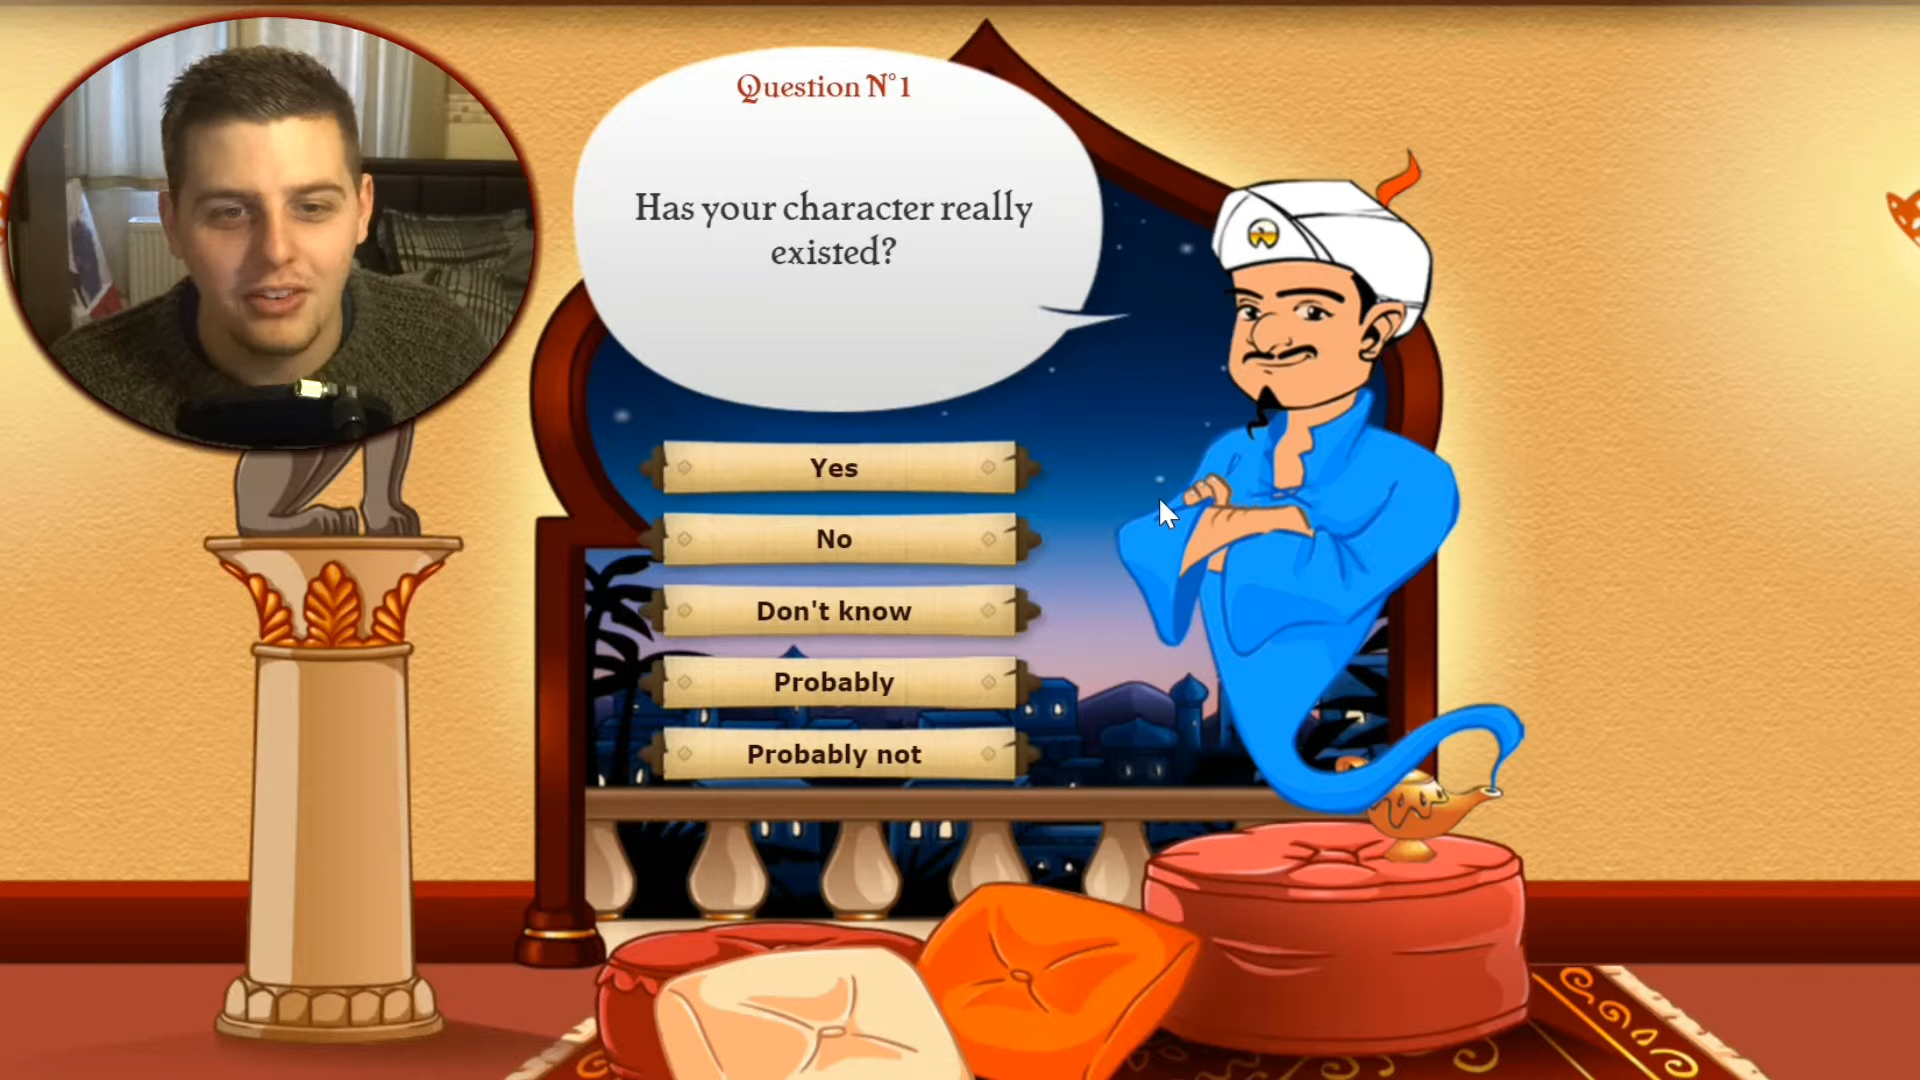 Question N°1
Has your character really
existed?
Yes
No
Don't know
Probably
Probably not